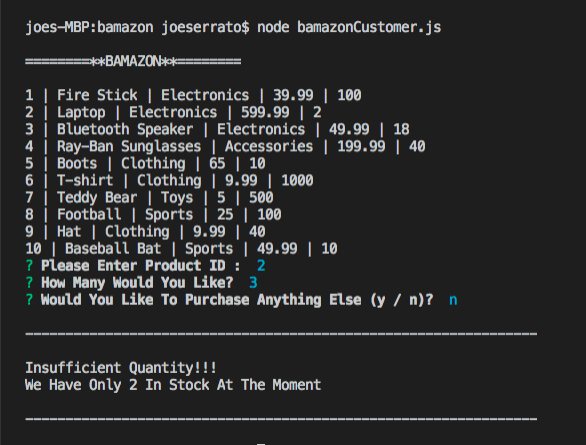 joes-MBP:bamazon joeserrato$ node bamazonCustomer.js
========**BAMAZON**========
1 | Fire Stick | Electronics | 39.99 | 100
2 | Laptop | Electronics | 599.99 | 2
3 | Bluetooth Speaker | Electronics | 49.99 | 18
4 | Ray-Ban Sunglasses | Accessories | 199.99 | 40
5 | Boots | Clothing | 65 | 10
6 | T-shirt | Clothing | 9.99 | 1000
7 | Teddy Bear | Toys | 5 | 500
8 | Football | Sports | 25 | 100
9 | Hat | Clothing | 9.99 | 40
10 | Baseball Bat | Sports | 49.99 | 10
? Please Enter Product ID :  2
? How Many Would You Like?  3
? Would You Like To Purchase Anything Else (y / n)?  n
----------------------------------------------------------------
Insufficient Quantity!!!
We Have Only 2 In Stock At The Moment
----------------------------------------------------------------